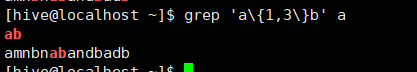 [hive@localhost ~]$ grep 'a\{1,3\}b' a
ab
amnbnabandbadb
[hive@localhost ~]$